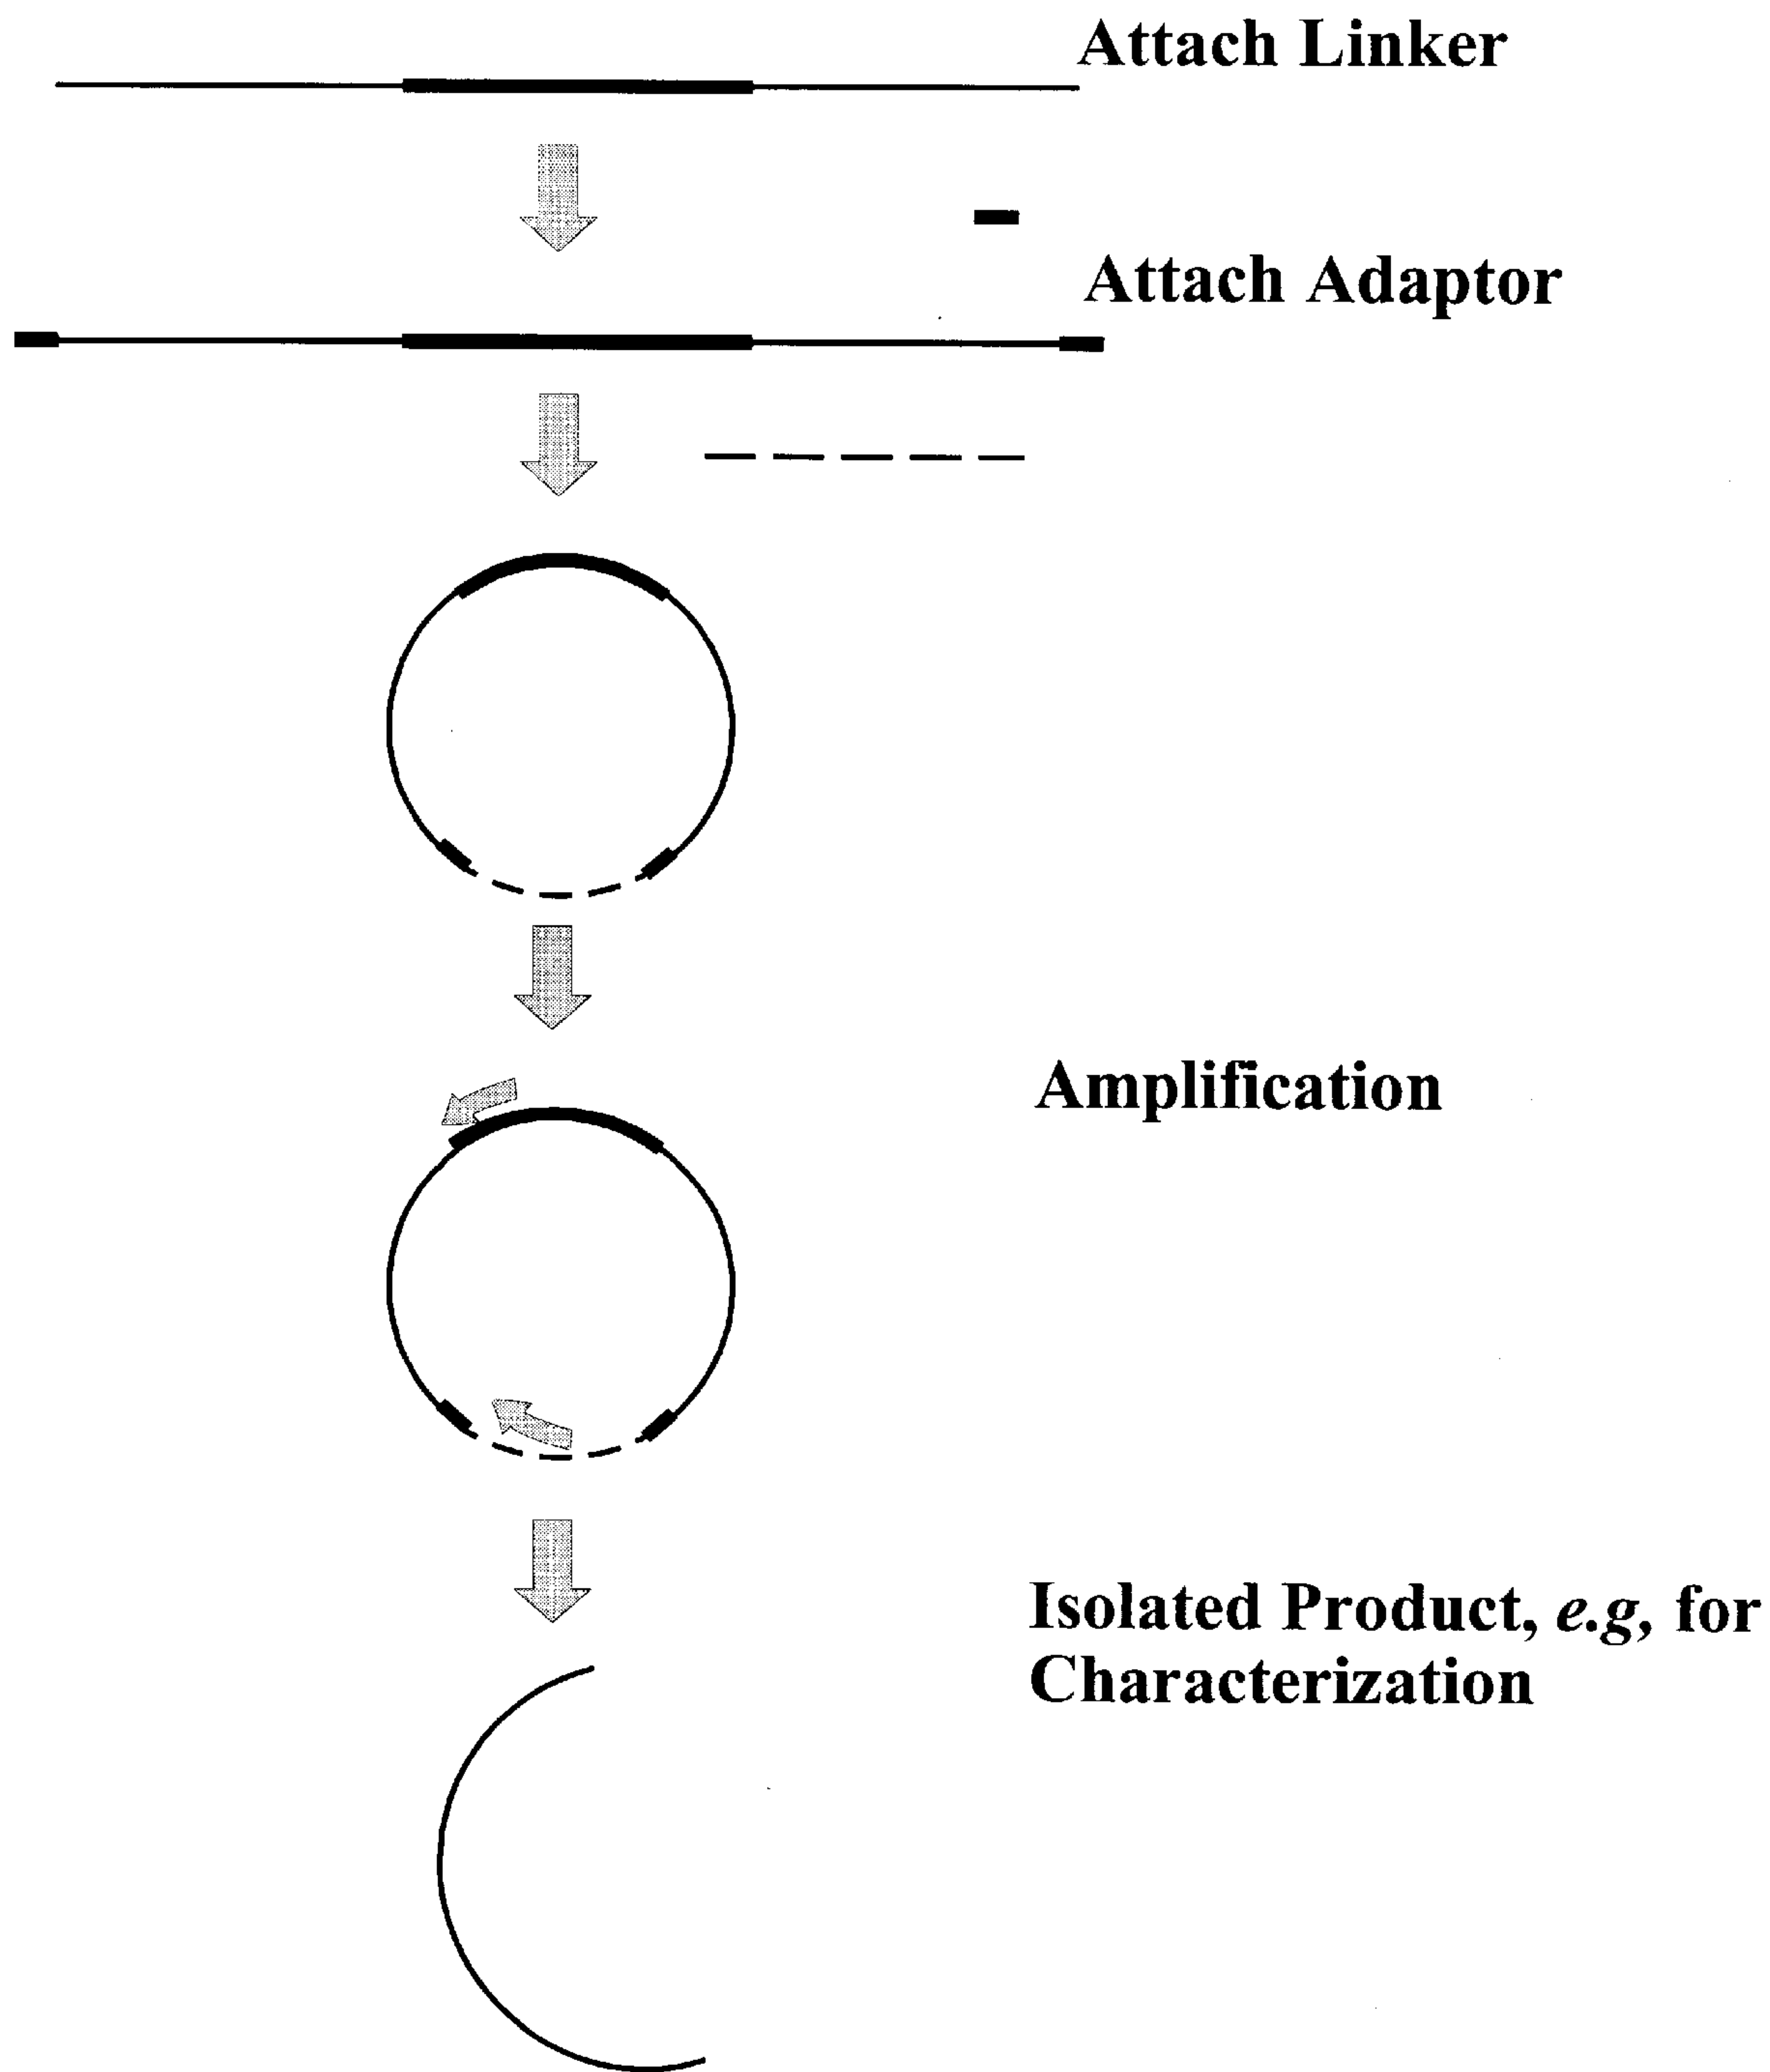 Attach Linker
Attach Adaptor
Amplification
Isolated Product, e.g, for
Characterization